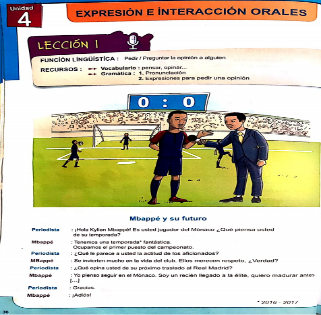 Unidad
4
EXPRESIÓN E INTERACCIÓN ORALES
LECCIÓN 1
FUNCIÓN LINGÜÍSTICA : Pedir / Preguntar la opinión a alguien
RECURSOS : Vocabulario : pensar, opinar...
Gramática : 1. Pronunciación
2. Expresiones para pedir una opinión
0 : 0
Mbappé y su futuro
Periodista : ¡Hola Kylian Mbappé! Es usted jugador del Mónaco ¿Qué piensa usted
de su temporada?
Mbappé : Tenemos una temporada* fantástica.
Ocupamos el primer puesto del campeonato.
Periodista : ¿Qué le parece a usted la actitud de los aficionados?
Mbappé : Se invierten mucho en la vida del club. Ellos merecen respeto, ¿Verdad?
Periodista : ¿Qué opina usted de su próximo traslado al Real Madrid?
Mbappé : Yo pienso seguir en el Mónaco. Soy un recién llegado a la élite, quiero madurar antes
[...]
Periodista : Gracias.
Mbappé : ¡Adiós!
* 2016 - 2017